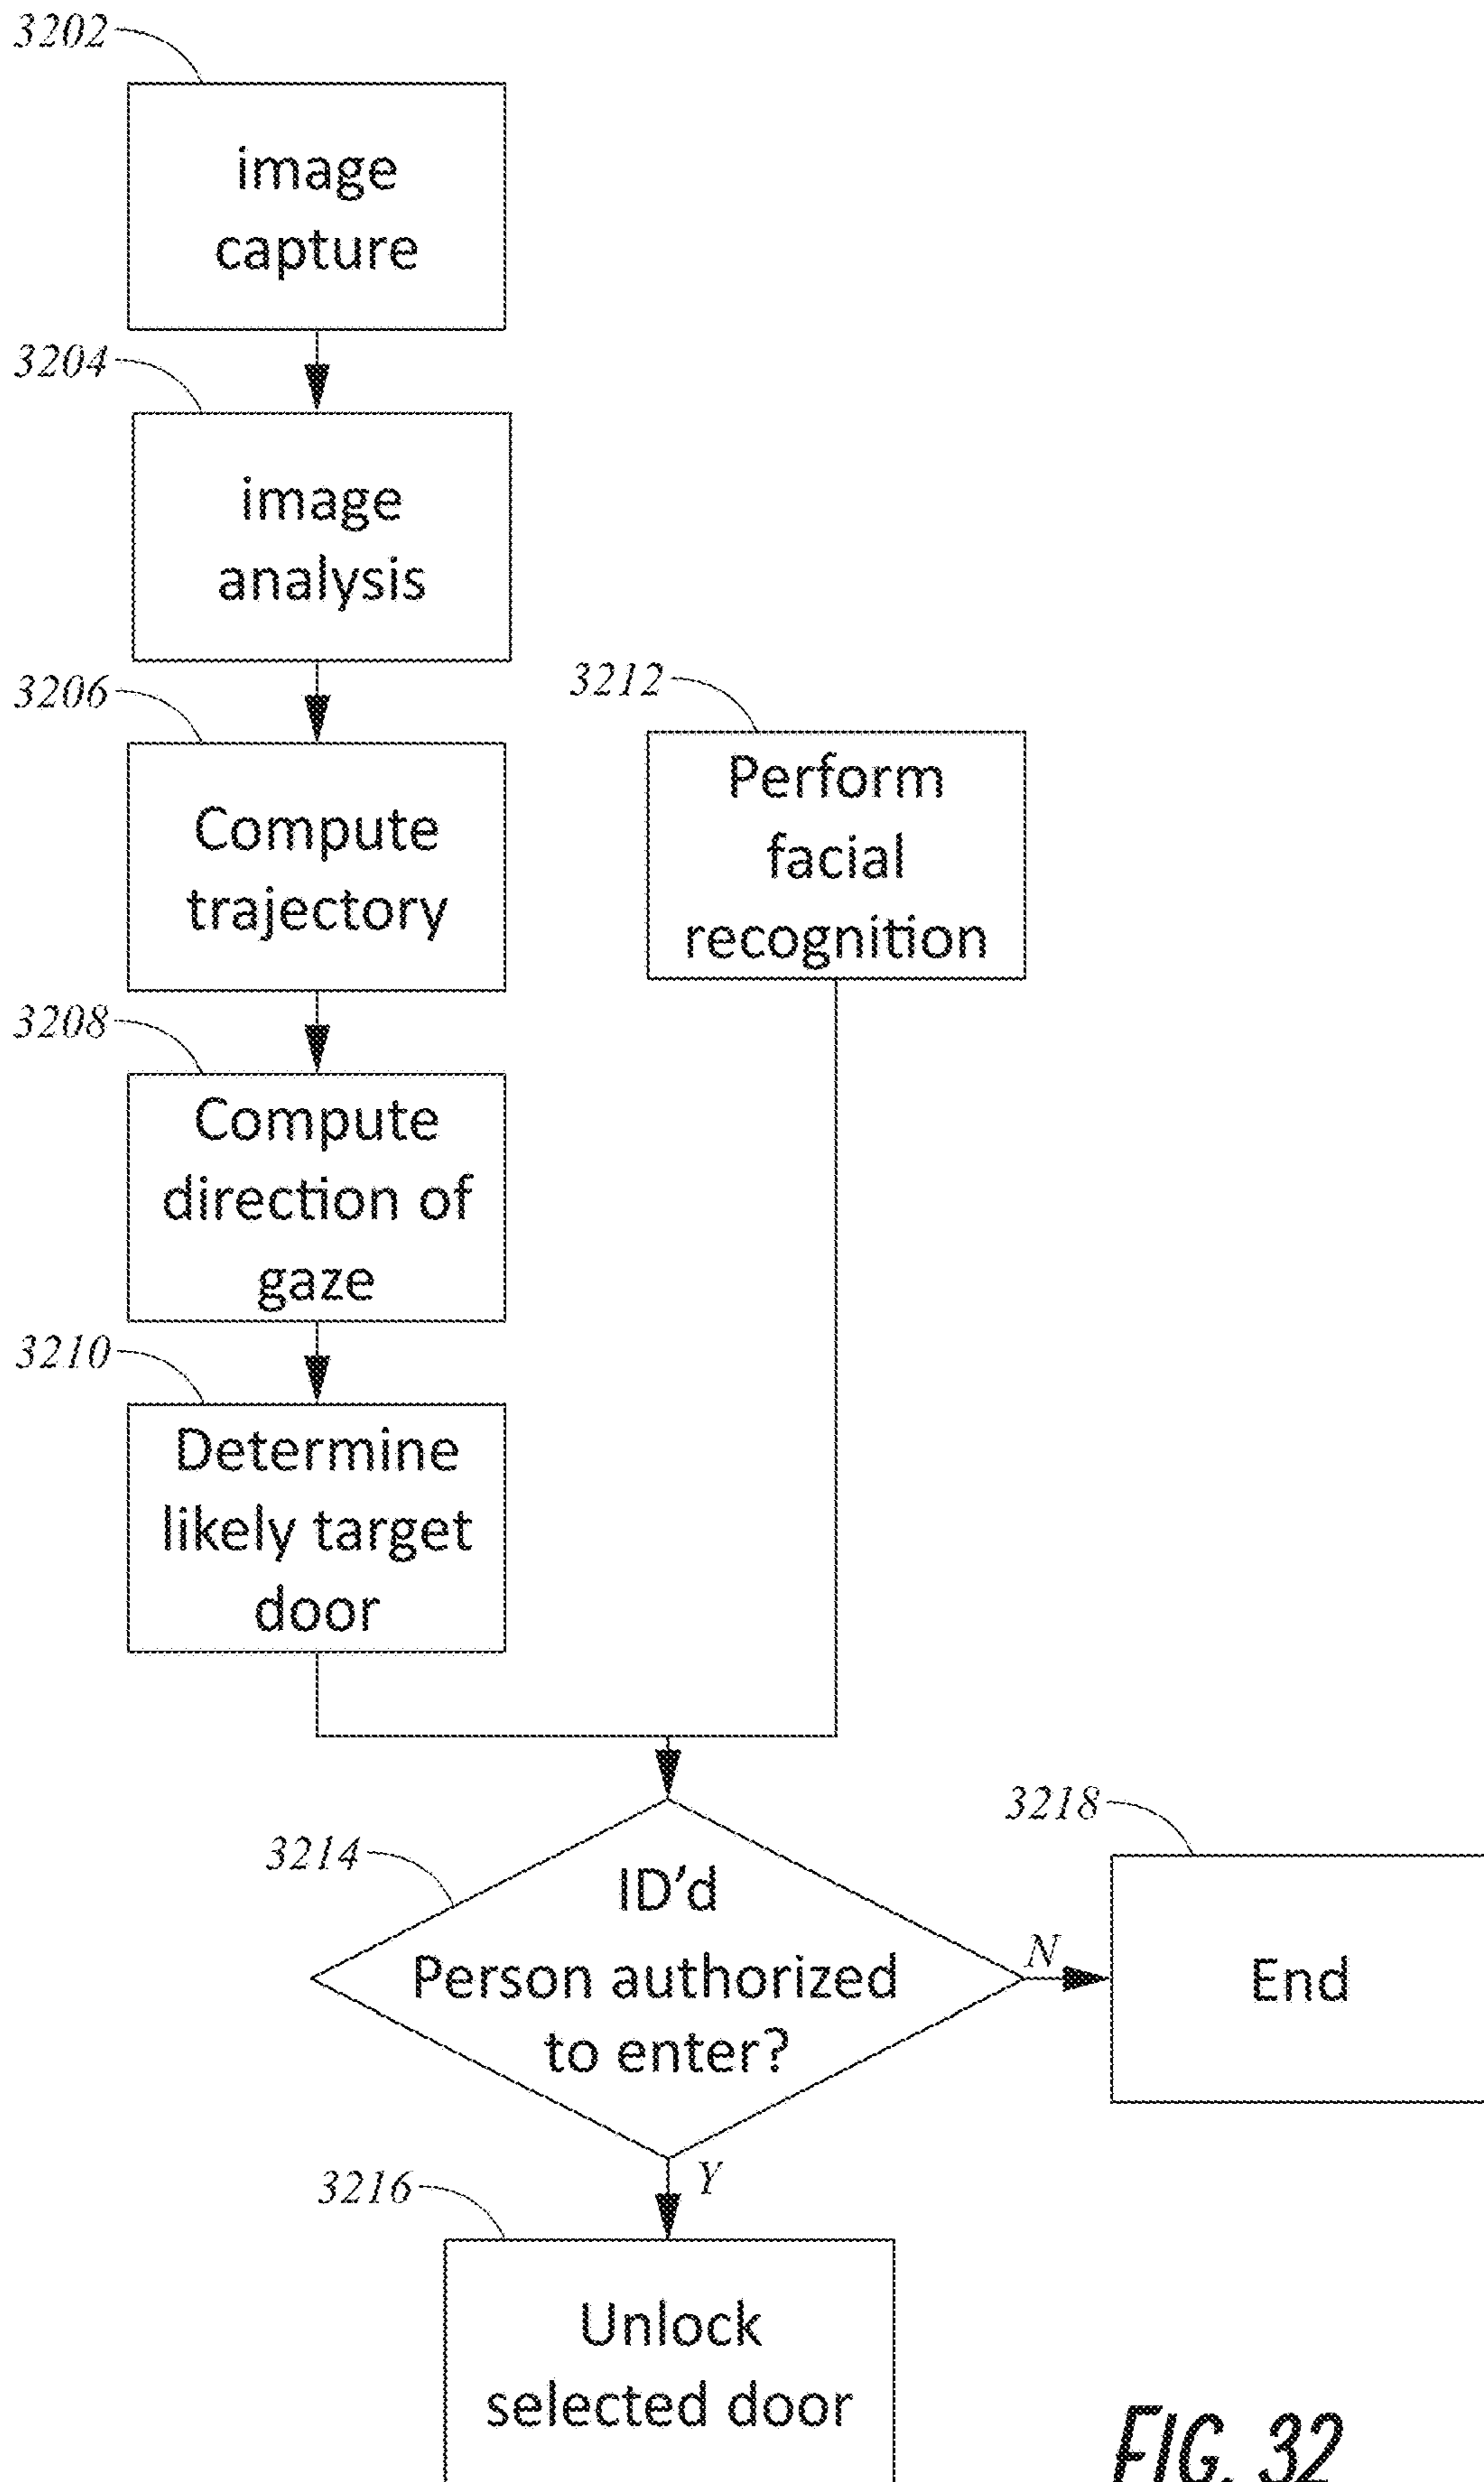 3202
image
capture
3204
image
analysis
3206
Compute
trajectory
3212
Perform
facial
recognition
3208
Compute
direction of
gaze
3210
Determine
likely target
door
3214
ID’d
Person authorized
to enter?
N
3218
End
Y
3216
Unlock
selected door
FIG. 32